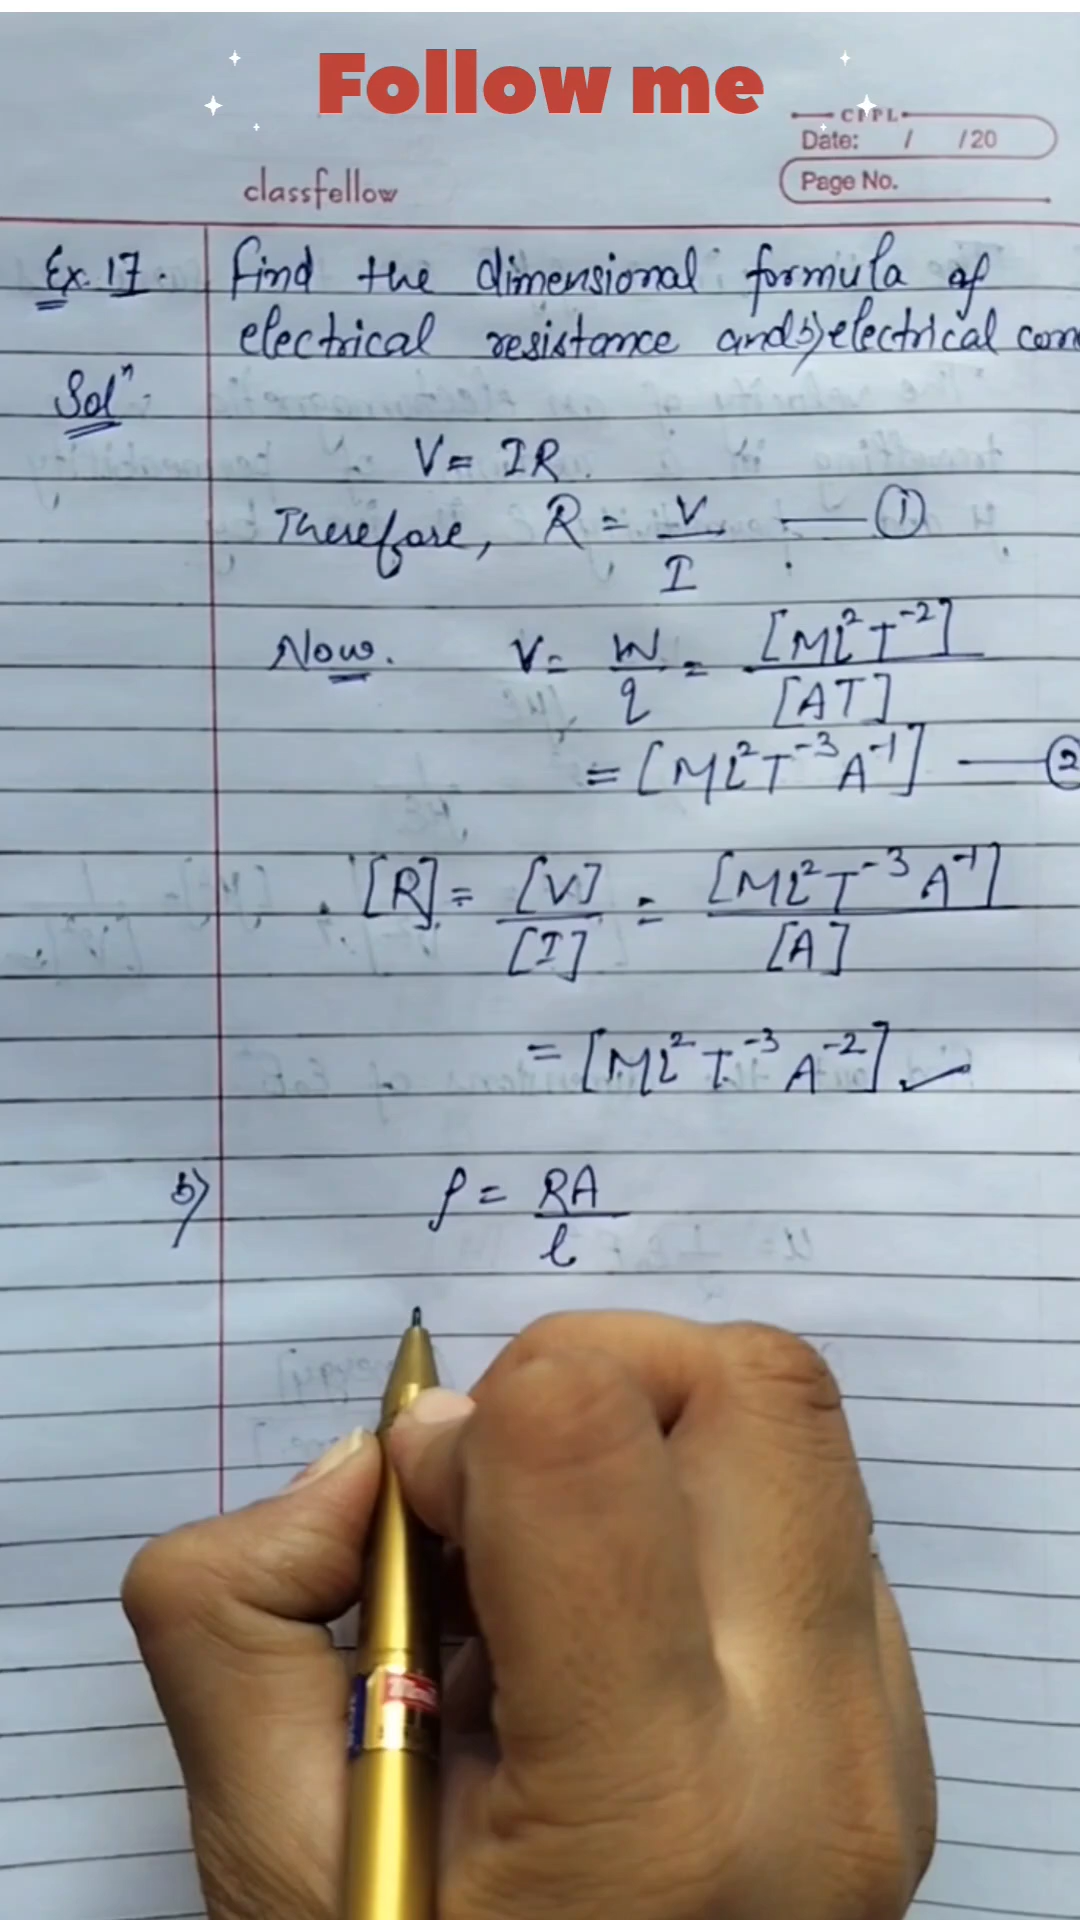 Follow me
CPPL
Date: / /20
classfellow
Page No.
Ex. 17. Find the dimensional formula of
electrical resistance and b) electrical con
Solⁿ.
V = IR.
Therefore, R = V/I —— ①
Now. V = W/q = [ML²T⁻²]/[AT]
= [ML²T⁻³A⁻¹] —— ②
[R] = [V]/[I] = [ML²T⁻³A⁻¹]/[A]
= [ML²T⁻³A⁻²]
b) ρ = RA/l